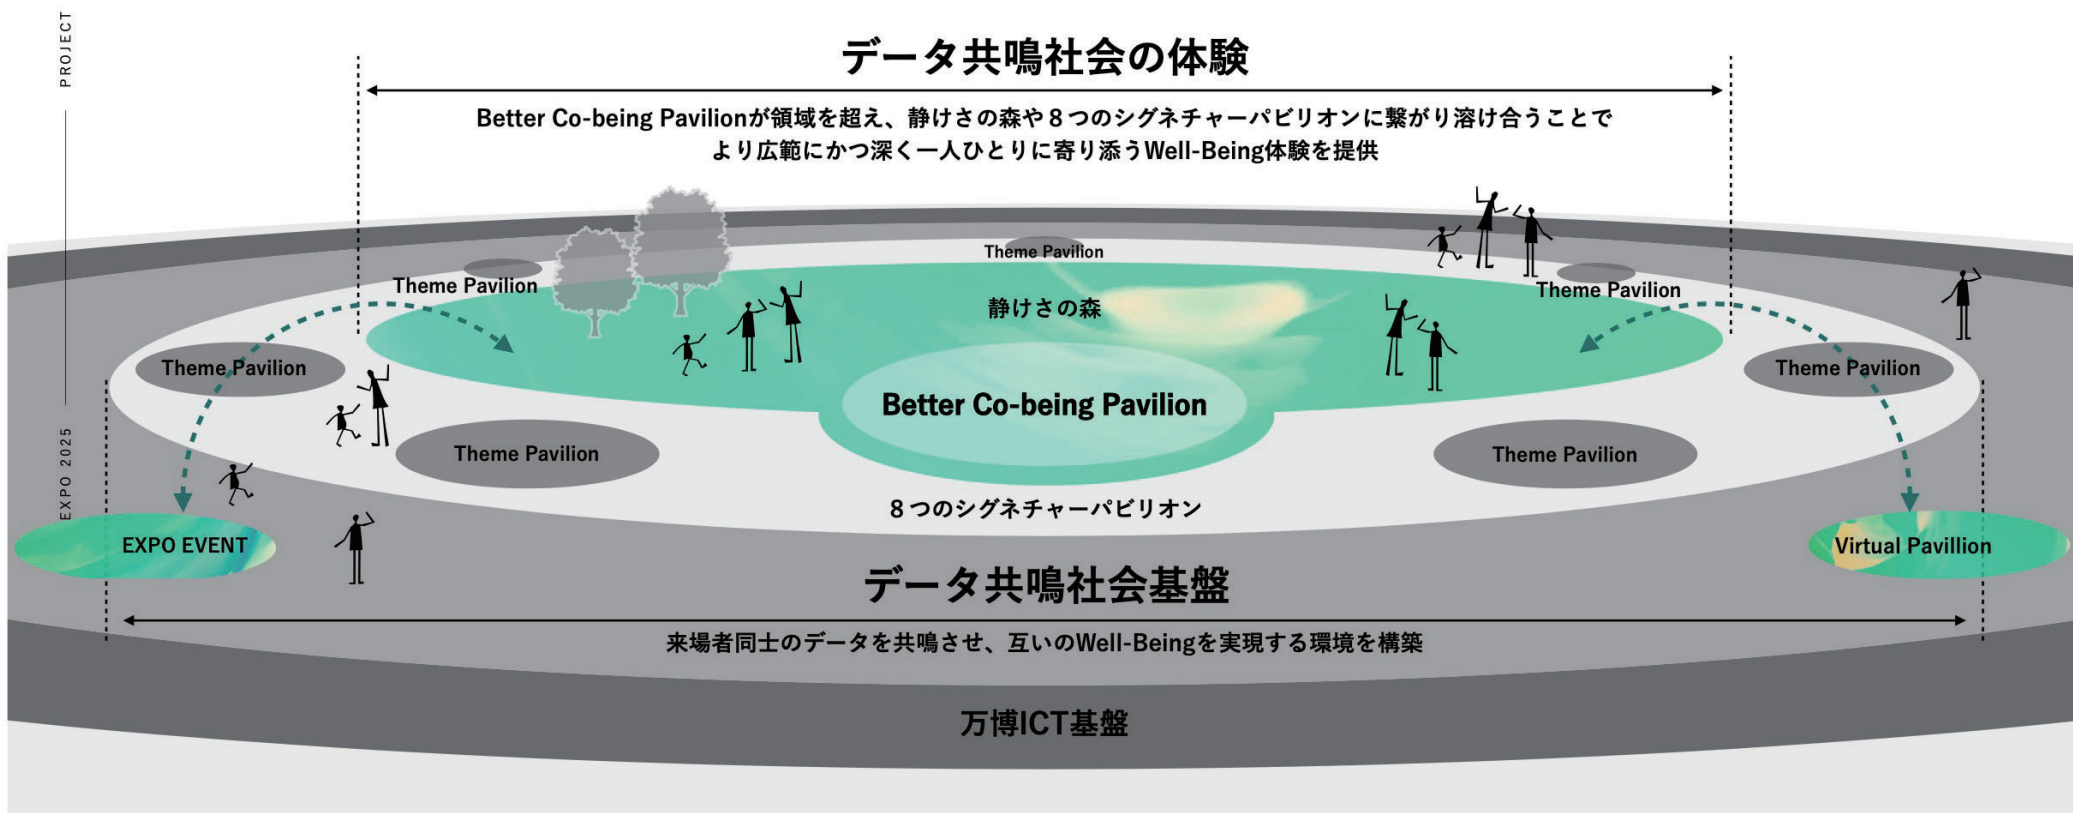 PROJECT
EXPO 2025
データ共鳴社会の体験
Better Co-being Pavilionが領域を超え、静けさの森や８つのシグネチャーパビリオンに繋がり溶け合うことで
より広範にかつ深く一人ひとりに寄り添うWell-Being体験を提供
Theme Pavilion
Theme Pavilion
Theme Pavilion
静けさの森
Theme Pavilion
Theme Pavilion
Better Co-being Pavilion
Theme Pavilion
Theme Pavilion
８つのシグネチャーパビリオン
EXPO EVENT
Virtual Pavillion
データ共鳴社会基盤
来場者同士のデータを共鳴させ、互いのWell-Beingを実現する環境を構築
万博ICT基盤